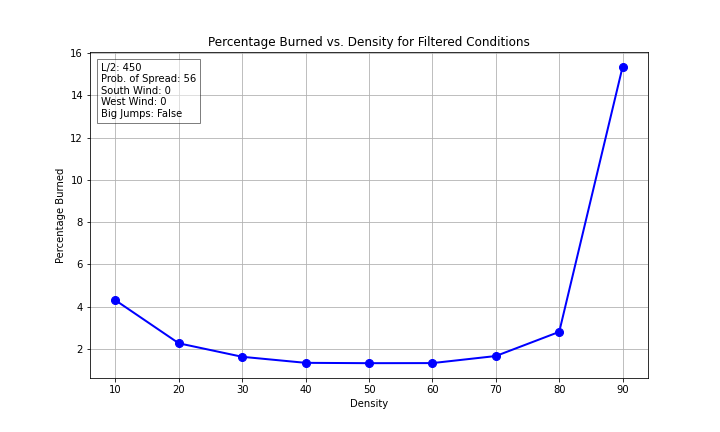 Percentage Burned vs. Density for Filtered Conditions
L/2: 450
Prob. of Spread: 56
South Wind: 0
West Wind: 0
Big Jumps: False
Percentage Burned
16
14
12
10
8
6
4
2
10 20 30 40 50 60 70 80 90
Density